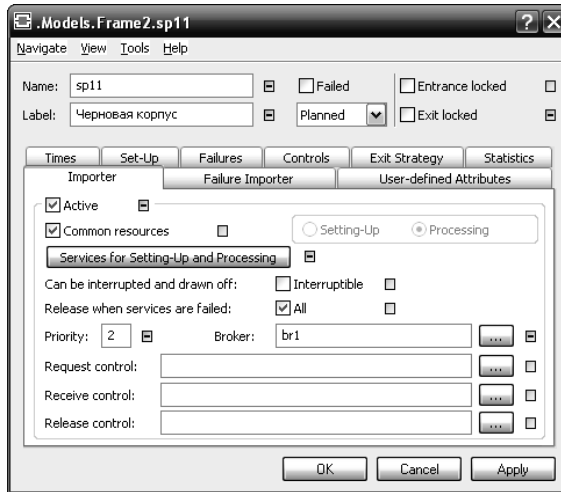 .Models.Frame2.sp11
Navigate View Tools Help
Name: sp11 Failed Entrance locked
Label: Черновая корпус Planned Exit locked
Times Set-Up Failures Controls Exit Strategy Statistics
Importer Failure Importer User-defined Attributes
Active
Common resources Setting-Up Processing
Services for Setting-Up and Processing
Can be interrupted and drawn off: Interruptible
Release when services are failed: All
Priority: 2 Broker: br1 ...
Request control: ...
Receive control: ...
Release control: ...
OK Cancel Apply